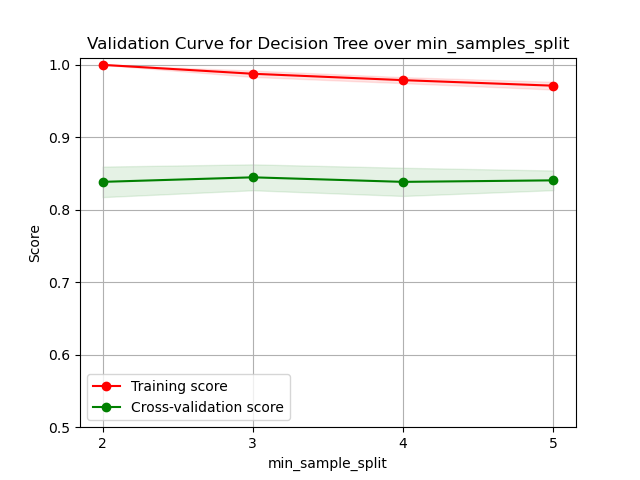 Validation Curve for Decision Tree over min_samples_split
1.0
0.9
0.8
0.7
0.6
0.5
Score
Training score
Cross-validation score
2 3 4 5
min_sample_split